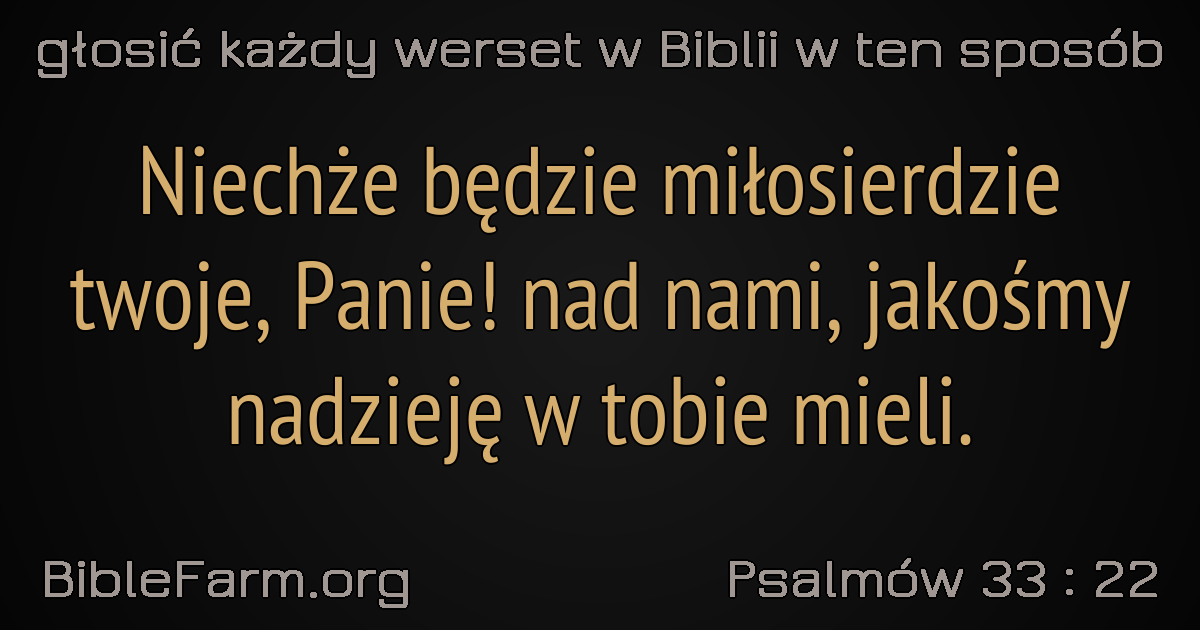 głosić każdy werset w Biblii w ten sposób
Niechże będzie miłosierdzie
twoje, Panie! nad nami, jakośmy
nadzieję w tobie mieli.
BibleFarm.org
Psalmów 33 : 22